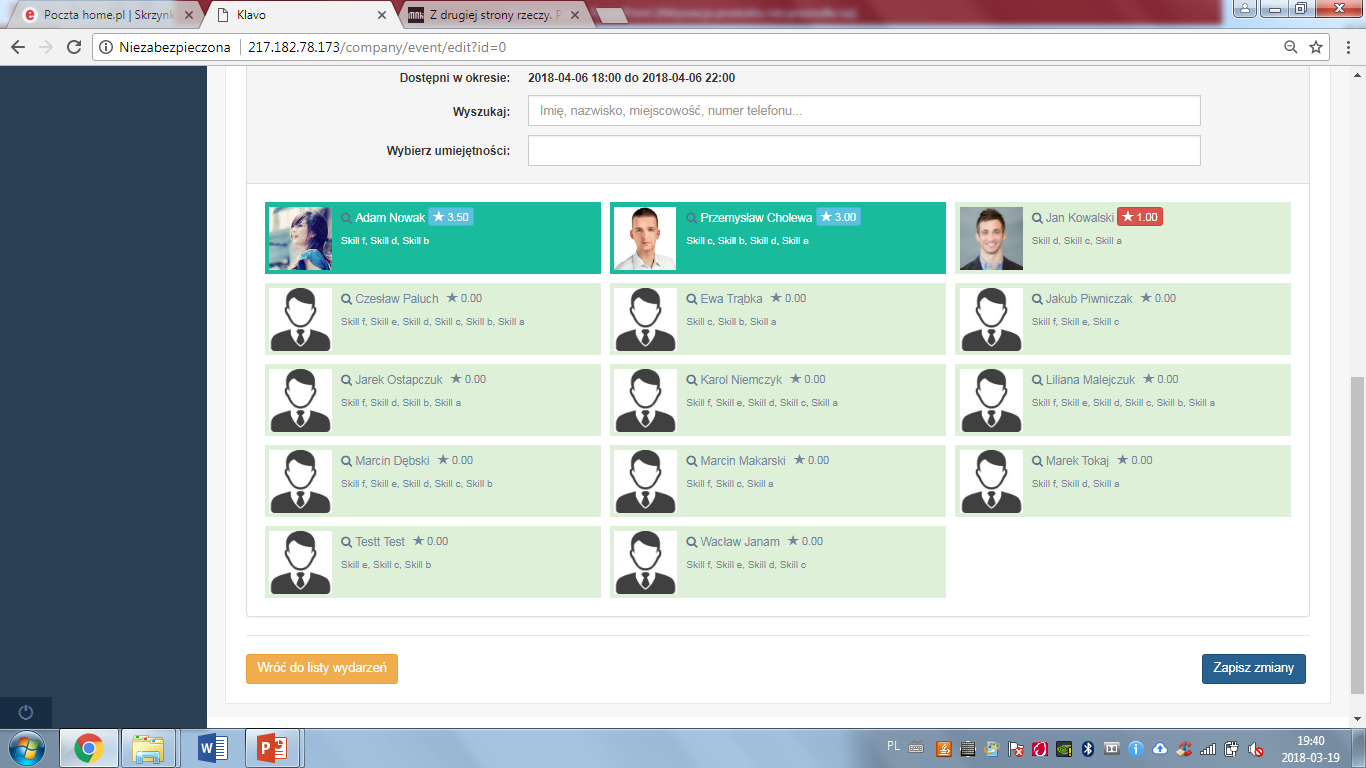 Poczta home.pl | Skrzynk
Klavo
Z drugiej strony rzeczy. P
Niezabezpieczona 217.182.78.173/company/event/edit?id=0
Dostępni w okresie: 2018-04-06 18:00 do 2018-04-06 22:00
Wyszukaj: Imię, nazwisko, miejscowość, numer telefonu...
Wybierz umiejętności:
Adam Nowak ★ 3.50
Skill f, Skill d, Skill b
Przemysław Cholewa ★ 3.00
Skill c, Skill b, Skill d, Skill a
Jan Kowalski ★ 1.00
Skill d, Skill c, Skill a
Czesław Paluch ★ 0.00
Skill f, Skill e, Skill d, Skill c, Skill b, Skill a
Ewa Trąbka ★ 0.00
Skill c, Skill b, Skill a
Jakub Piwniczak ★ 0.00
Skill f, Skill e, Skill c
Jarek Ostapczuk ★ 0.00
Skill f, Skill d, Skill b, Skill a
Karol Niemczyk ★ 0.00
Skill f, Skill e, Skill d, Skill c, Skill a
Liliana Malejczuk ★ 0.00
Skill f, Skill e, Skill d, Skill c, Skill b, Skill a
Marcin Dębski ★ 0.00
Skill f, Skill e, Skill d, Skill c, Skill b
Marcin Makarski ★ 0.00
Skill f, Skill c, Skill a
Marek Tokaj ★ 0.00
Skill f, Skill d, Skill a
Testt Test ★ 0.00
Skill e, Skill c, Skill b
Wacław Janam ★ 0.00
Skill f, Skill e, Skill d, Skill c
Wróć do listy wydarzeń
Zapisz zmiany
PL
19:40
2018-03-19